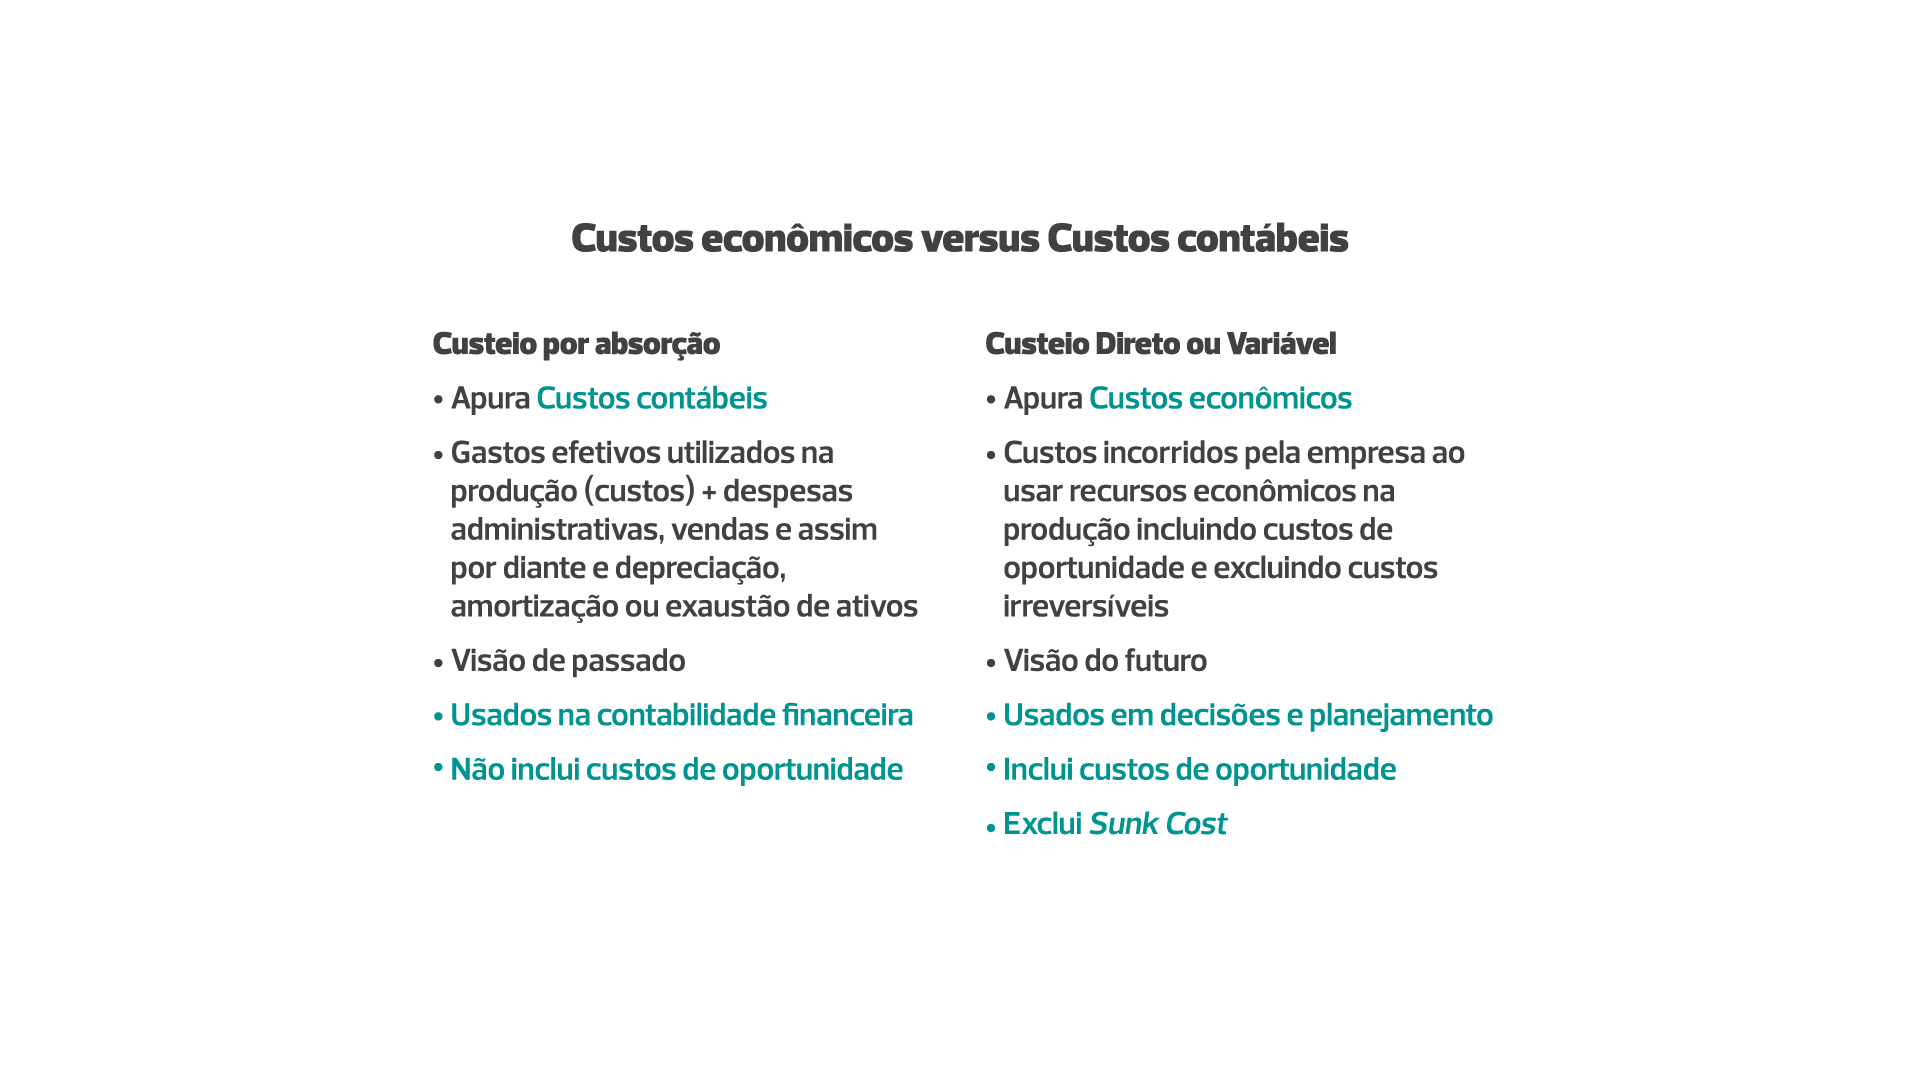 Custos econômicos versus Custos contábeis
Custeio por absorção
• Apura Custos contábeis
• Gastos efetivos utilizados na
produção (custos) + despesas
administrativas, vendas e assim
por diante e depreciação,
amortização ou exaustão de ativos
• Visão de passado
• Usados na contabilidade financeira
• Não inclui custos de oportunidade
Custeio Direto ou Variável
• Apura Custos econômicos
• Custos incorridos pela empresa ao
usar recursos econômicos na
produção incluindo custos de
oportunidade e excluindo custos
irreversíveis
• Visão do futuro
• Usados em decisões e planejamento
• Inclui custos de oportunidade
• Exclui Sunk Cost